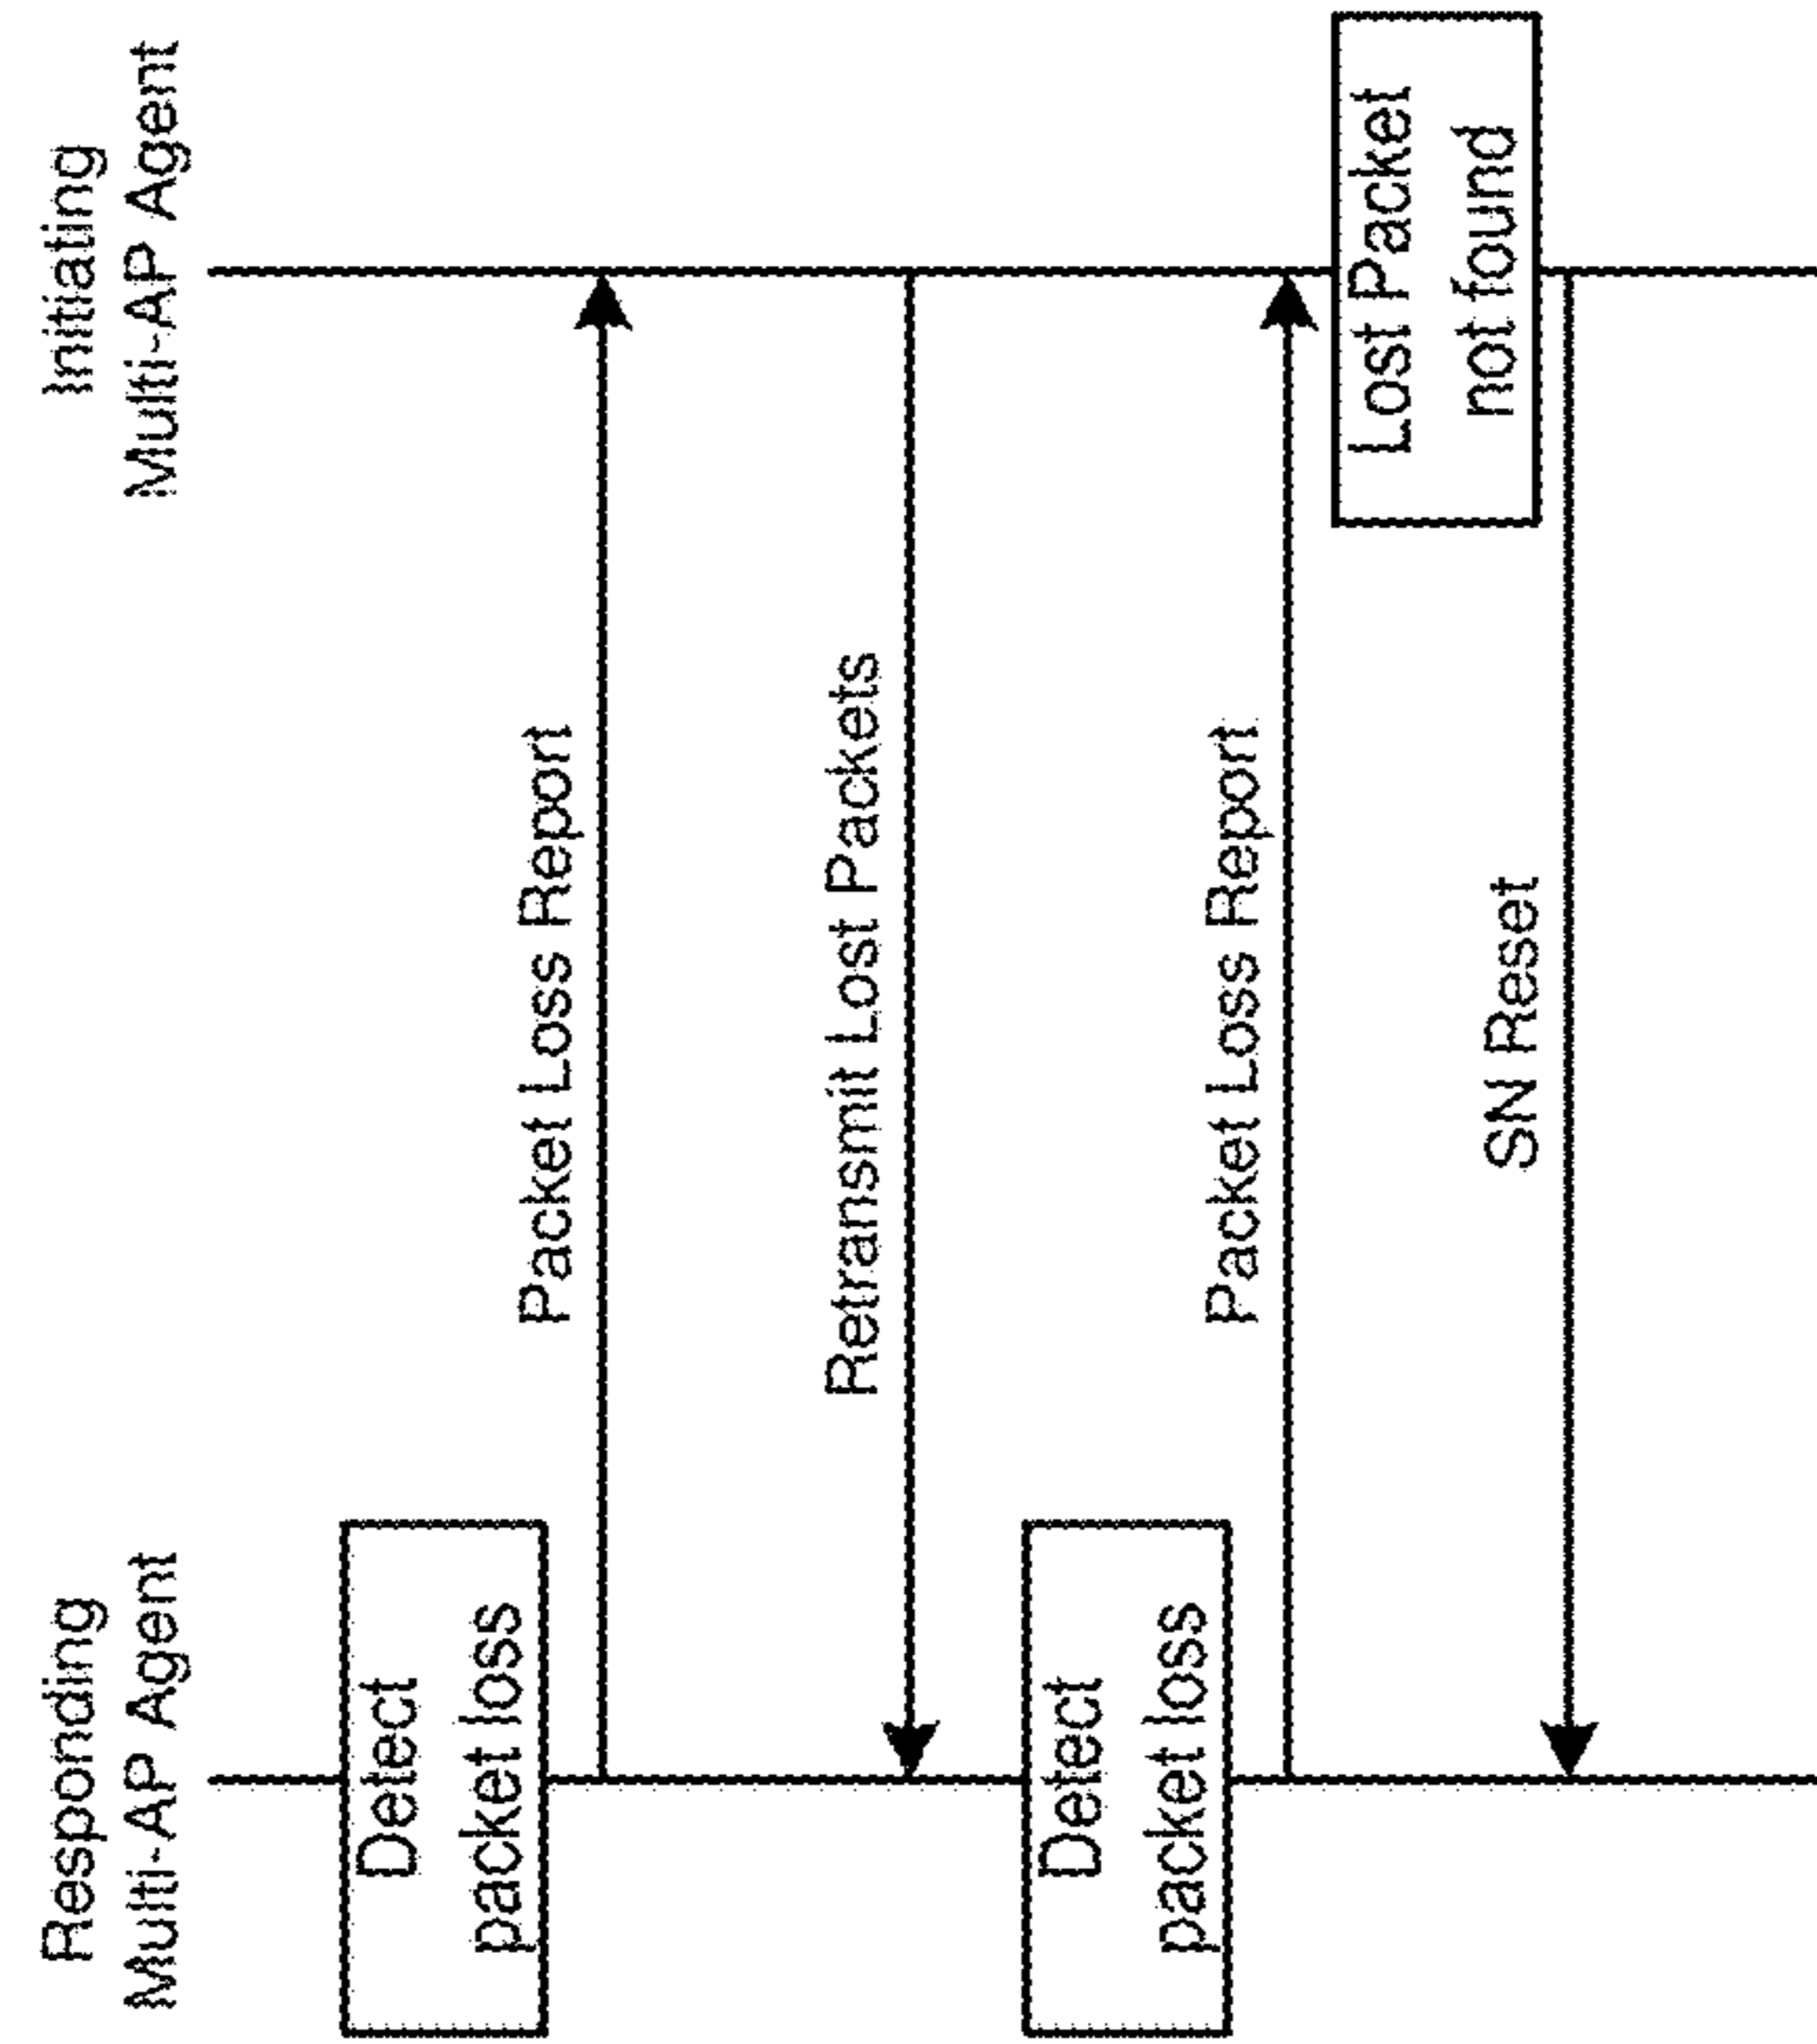 Responding
Multi-AP Agent
Initiating
Multi-AP Agent
Detect
packet loss
Packet Loss Report
Retransmit Lost Packets
Detect
packet loss
Packet Loss Report
Lost Packet
not found
SN Reset